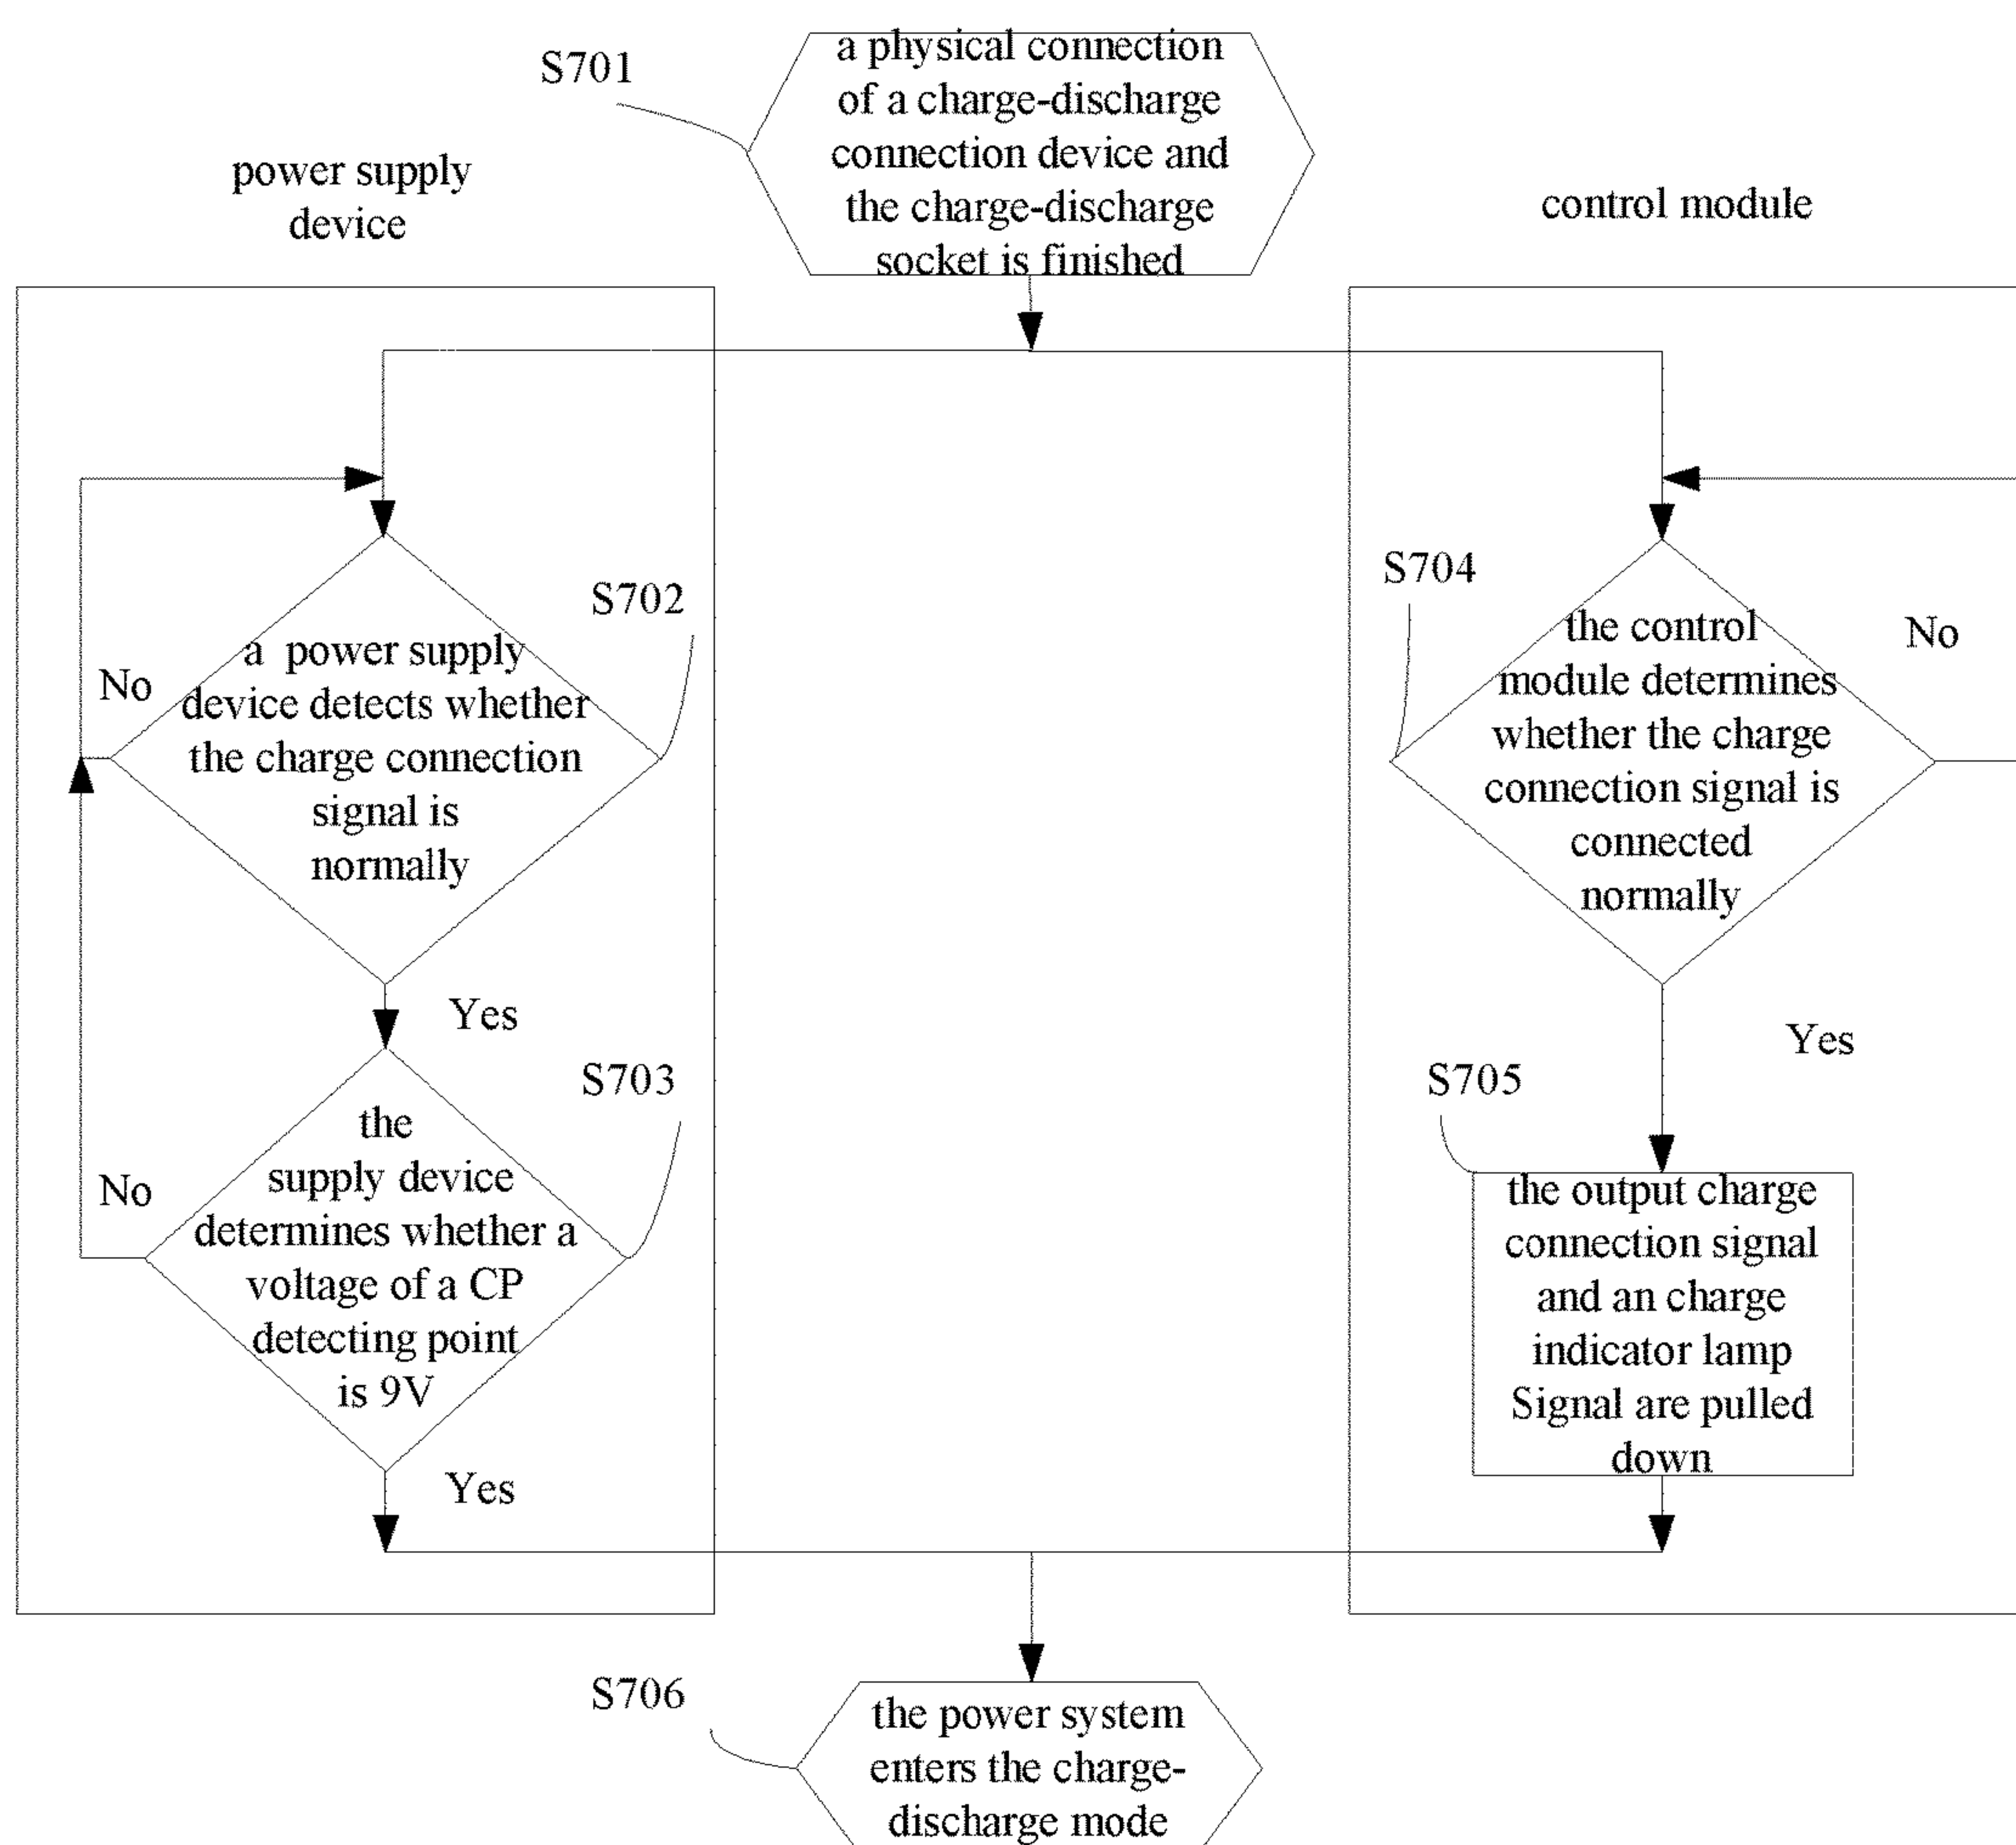 S701
a physical connection
of a charge-discharge
connection device and
the charge-discharge
socket is finished
power supply
device
control module
S702
No
a power supply
device detects whether
the charge connection
signal is
normally
Yes
S703
No
the
supply device
determines whether a
voltage of a CP
detecting point
is 9V
Yes
S704
No
the control
module determines
whether the charge
connection signal is
connected
normally
Yes
S705
the output charge
connection signal
and an charge
indicator lamp
Signal are pulled
down
S706
the power system
enters the charge-
discharge mode